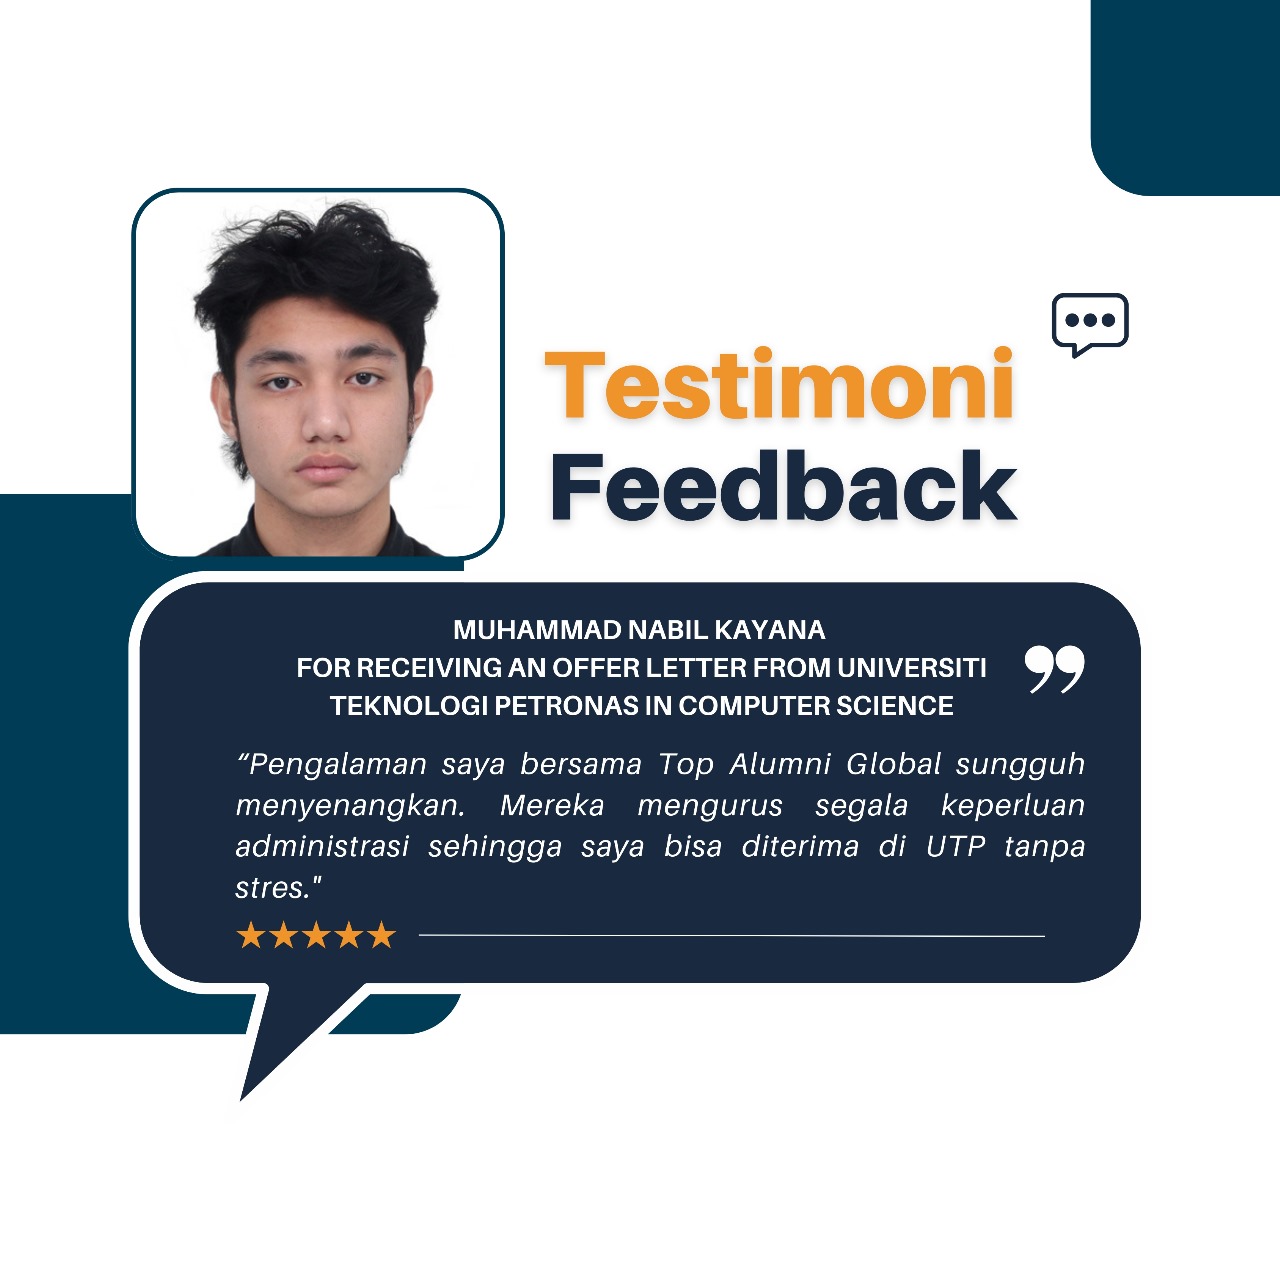 Testimoni
Feedback
MUHAMMAD NABIL KAYANA
FOR RECEIVING AN OFFER LETTER FROM UNIVERSITI
TEKNOLOGI PETRONAS IN COMPUTER SCIENCE
“Pengalaman saya bersama Top Alumni Global sungguh
menyenangkan. Mereka mengurus segala keperluan
administrasi sehingga saya bisa diterima di UTP tanpa
stres."